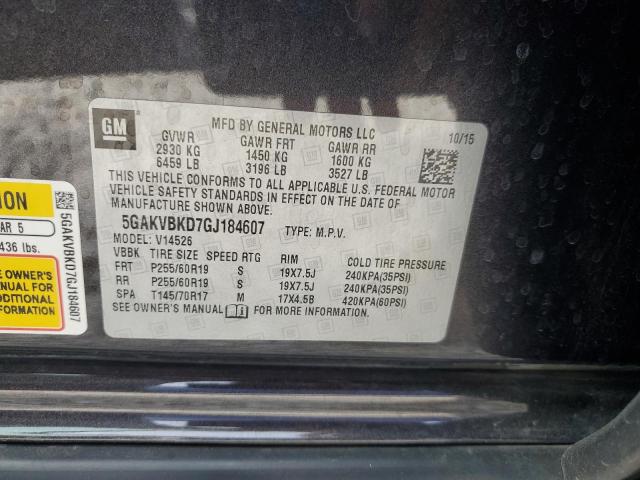 GM
MFD BY GENERAL MOTORS LLC
GVWR GAWR FRT GAWR RR 10/15
2930 KG 1450 KG 1600 KG
6459 LB 3196 LB 3527 LB
THIS VEHICLE CONFORMS TO ALL APPLICABLE U.S. FEDERAL MOTOR
VEHICLE SAFETY STANDARDS IN EFFECT ON THE DATE OF
MANUFACTURE SHOWN ABOVE.
5GAKVBKD7GJ184607 TYPE: M.P.V.
MODEL: V14526
VBBK TIRE SIZE SPEED RTG RIM COLD TIRE PRESSURE
FRT P255/60R19 S 19X7.5J 240KPA(35PSI)
RR P255/60R19 S 19X7.5J 240KPA(35PSI)
SPA T145/70R17 M 17X4.5B 420KPA(60PSI)
SEE OWNER'S MANUAL FOR MORE INFORMATION.
ION
AR 5
436 lbs.
E OWNER'S
NUAL FOR
DDITIONAL
ORMATION
5GAKVBKD7GJ184607